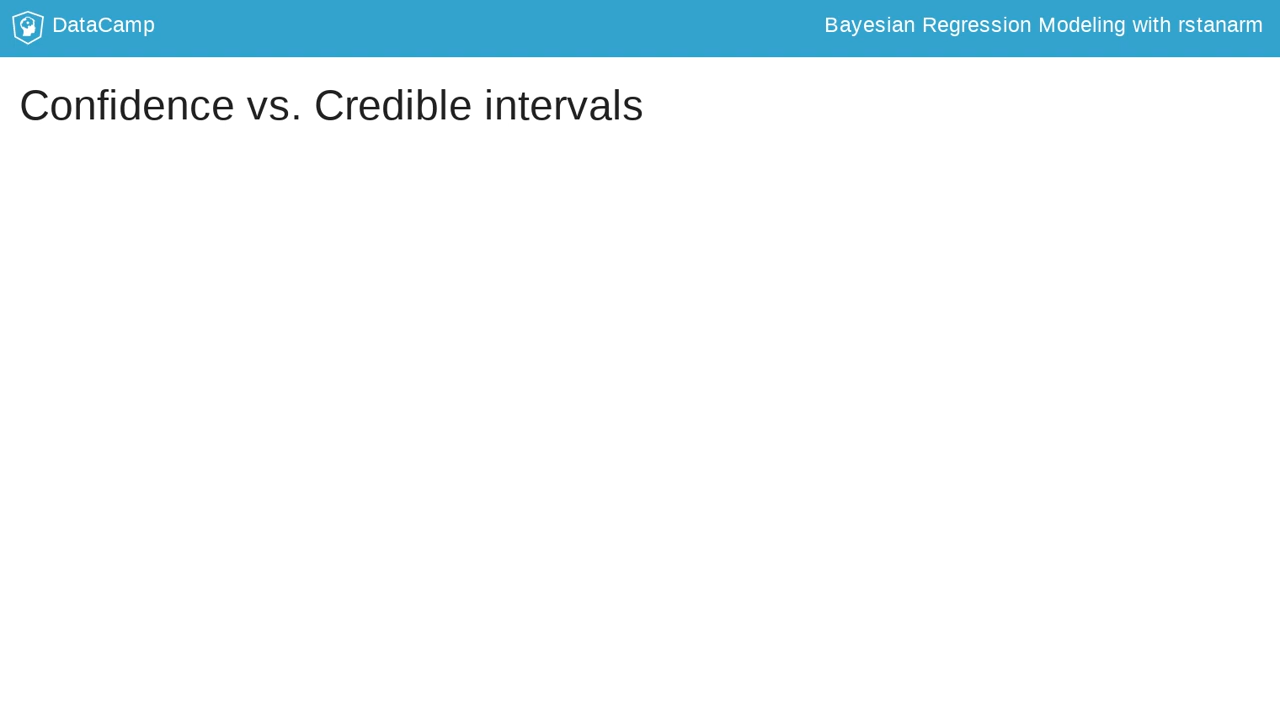 DataCamp
Bayesian Regression Modeling with rstanarm
Confidence vs. Credible intervals